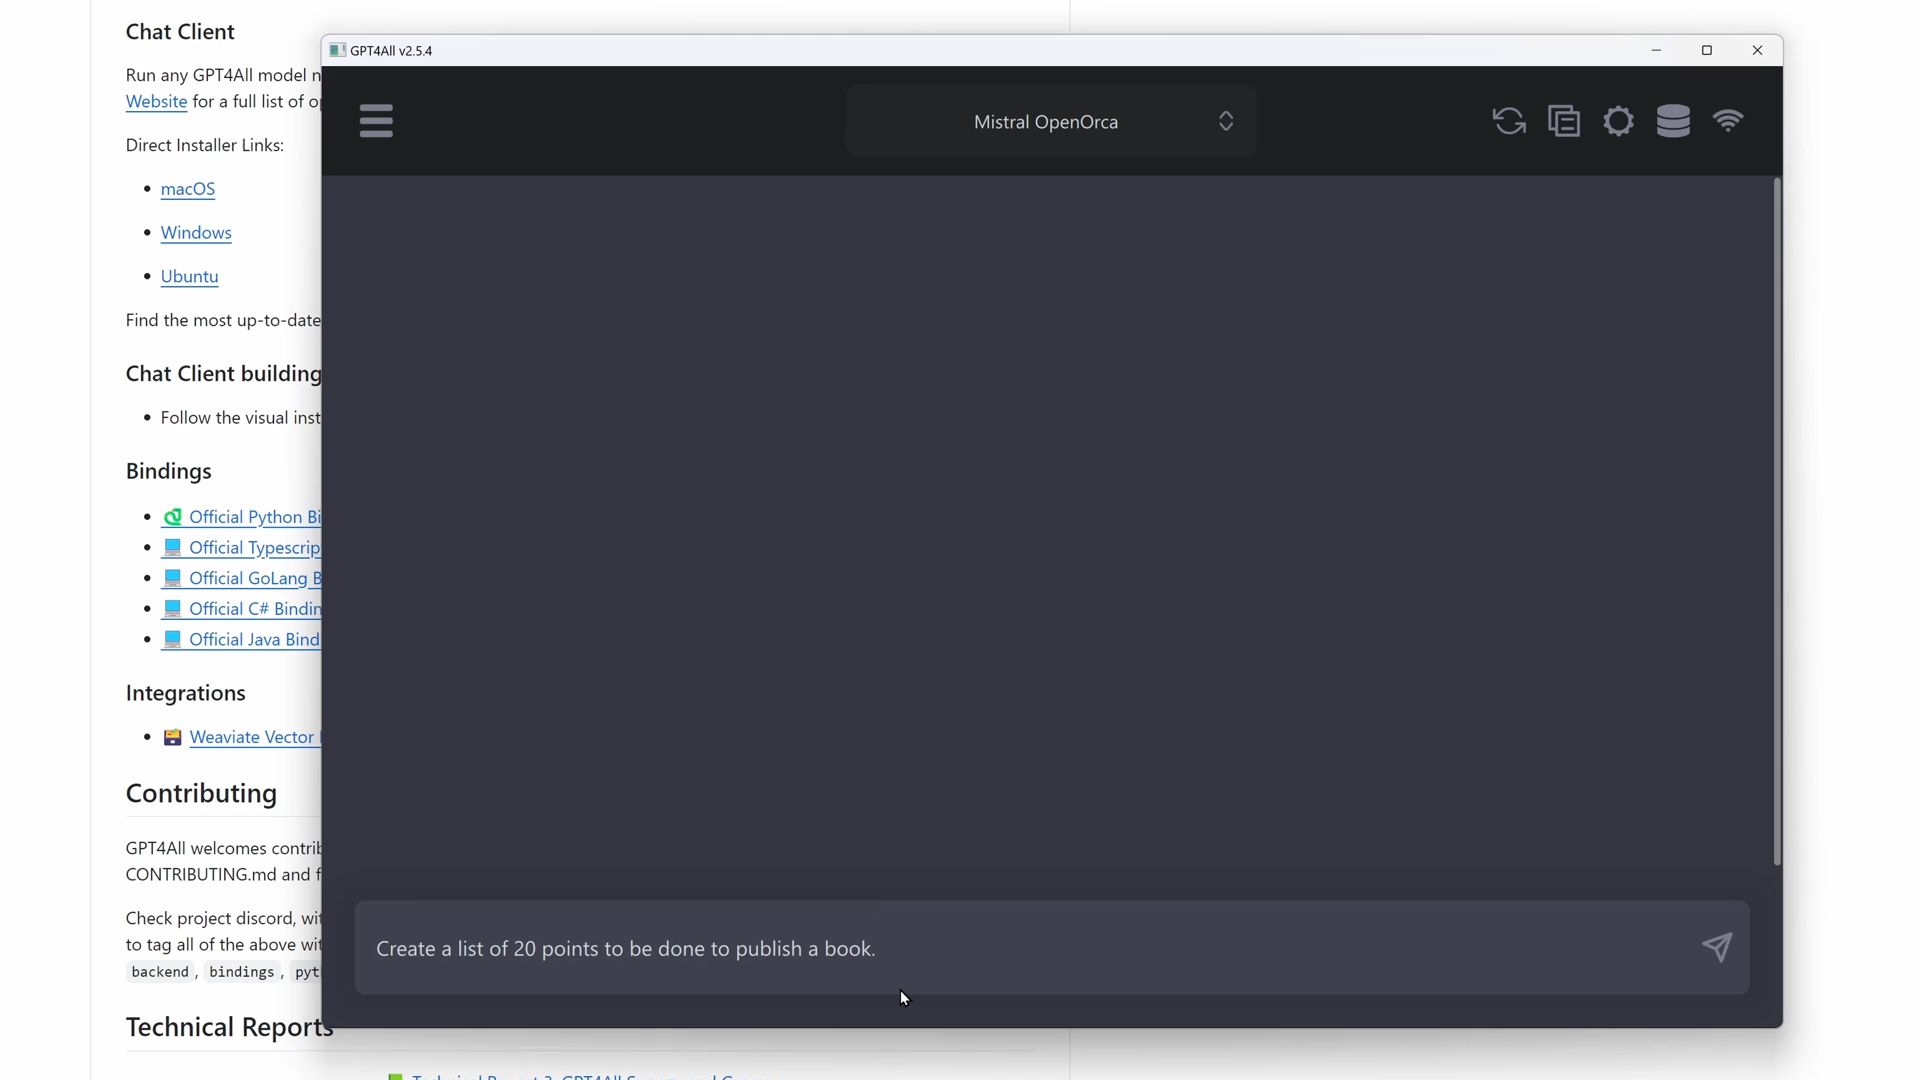 Chat Client
Run any GPT4All model n
Website for a full list of o
Direct Installer Links:
macOS
Windows
Ubuntu
Find the most up-to-date
Chat Client building
Follow the visual inst
Bindings
Official Python Bi
Official Typescrip
Official GoLang B
Official C# Bindin
Official Java Bind
Integrations
Weaviate Vector
Contributing
GPT4All welcomes contrib
CONTRIBUTING.md and f
Check project discord, wit
to tag all of the above wit
backend, bindings, pyt
Technical Reports
GPT4All v2.5.4
Mistral OpenOrca
Create a list of 20 points to be done to publish a book.